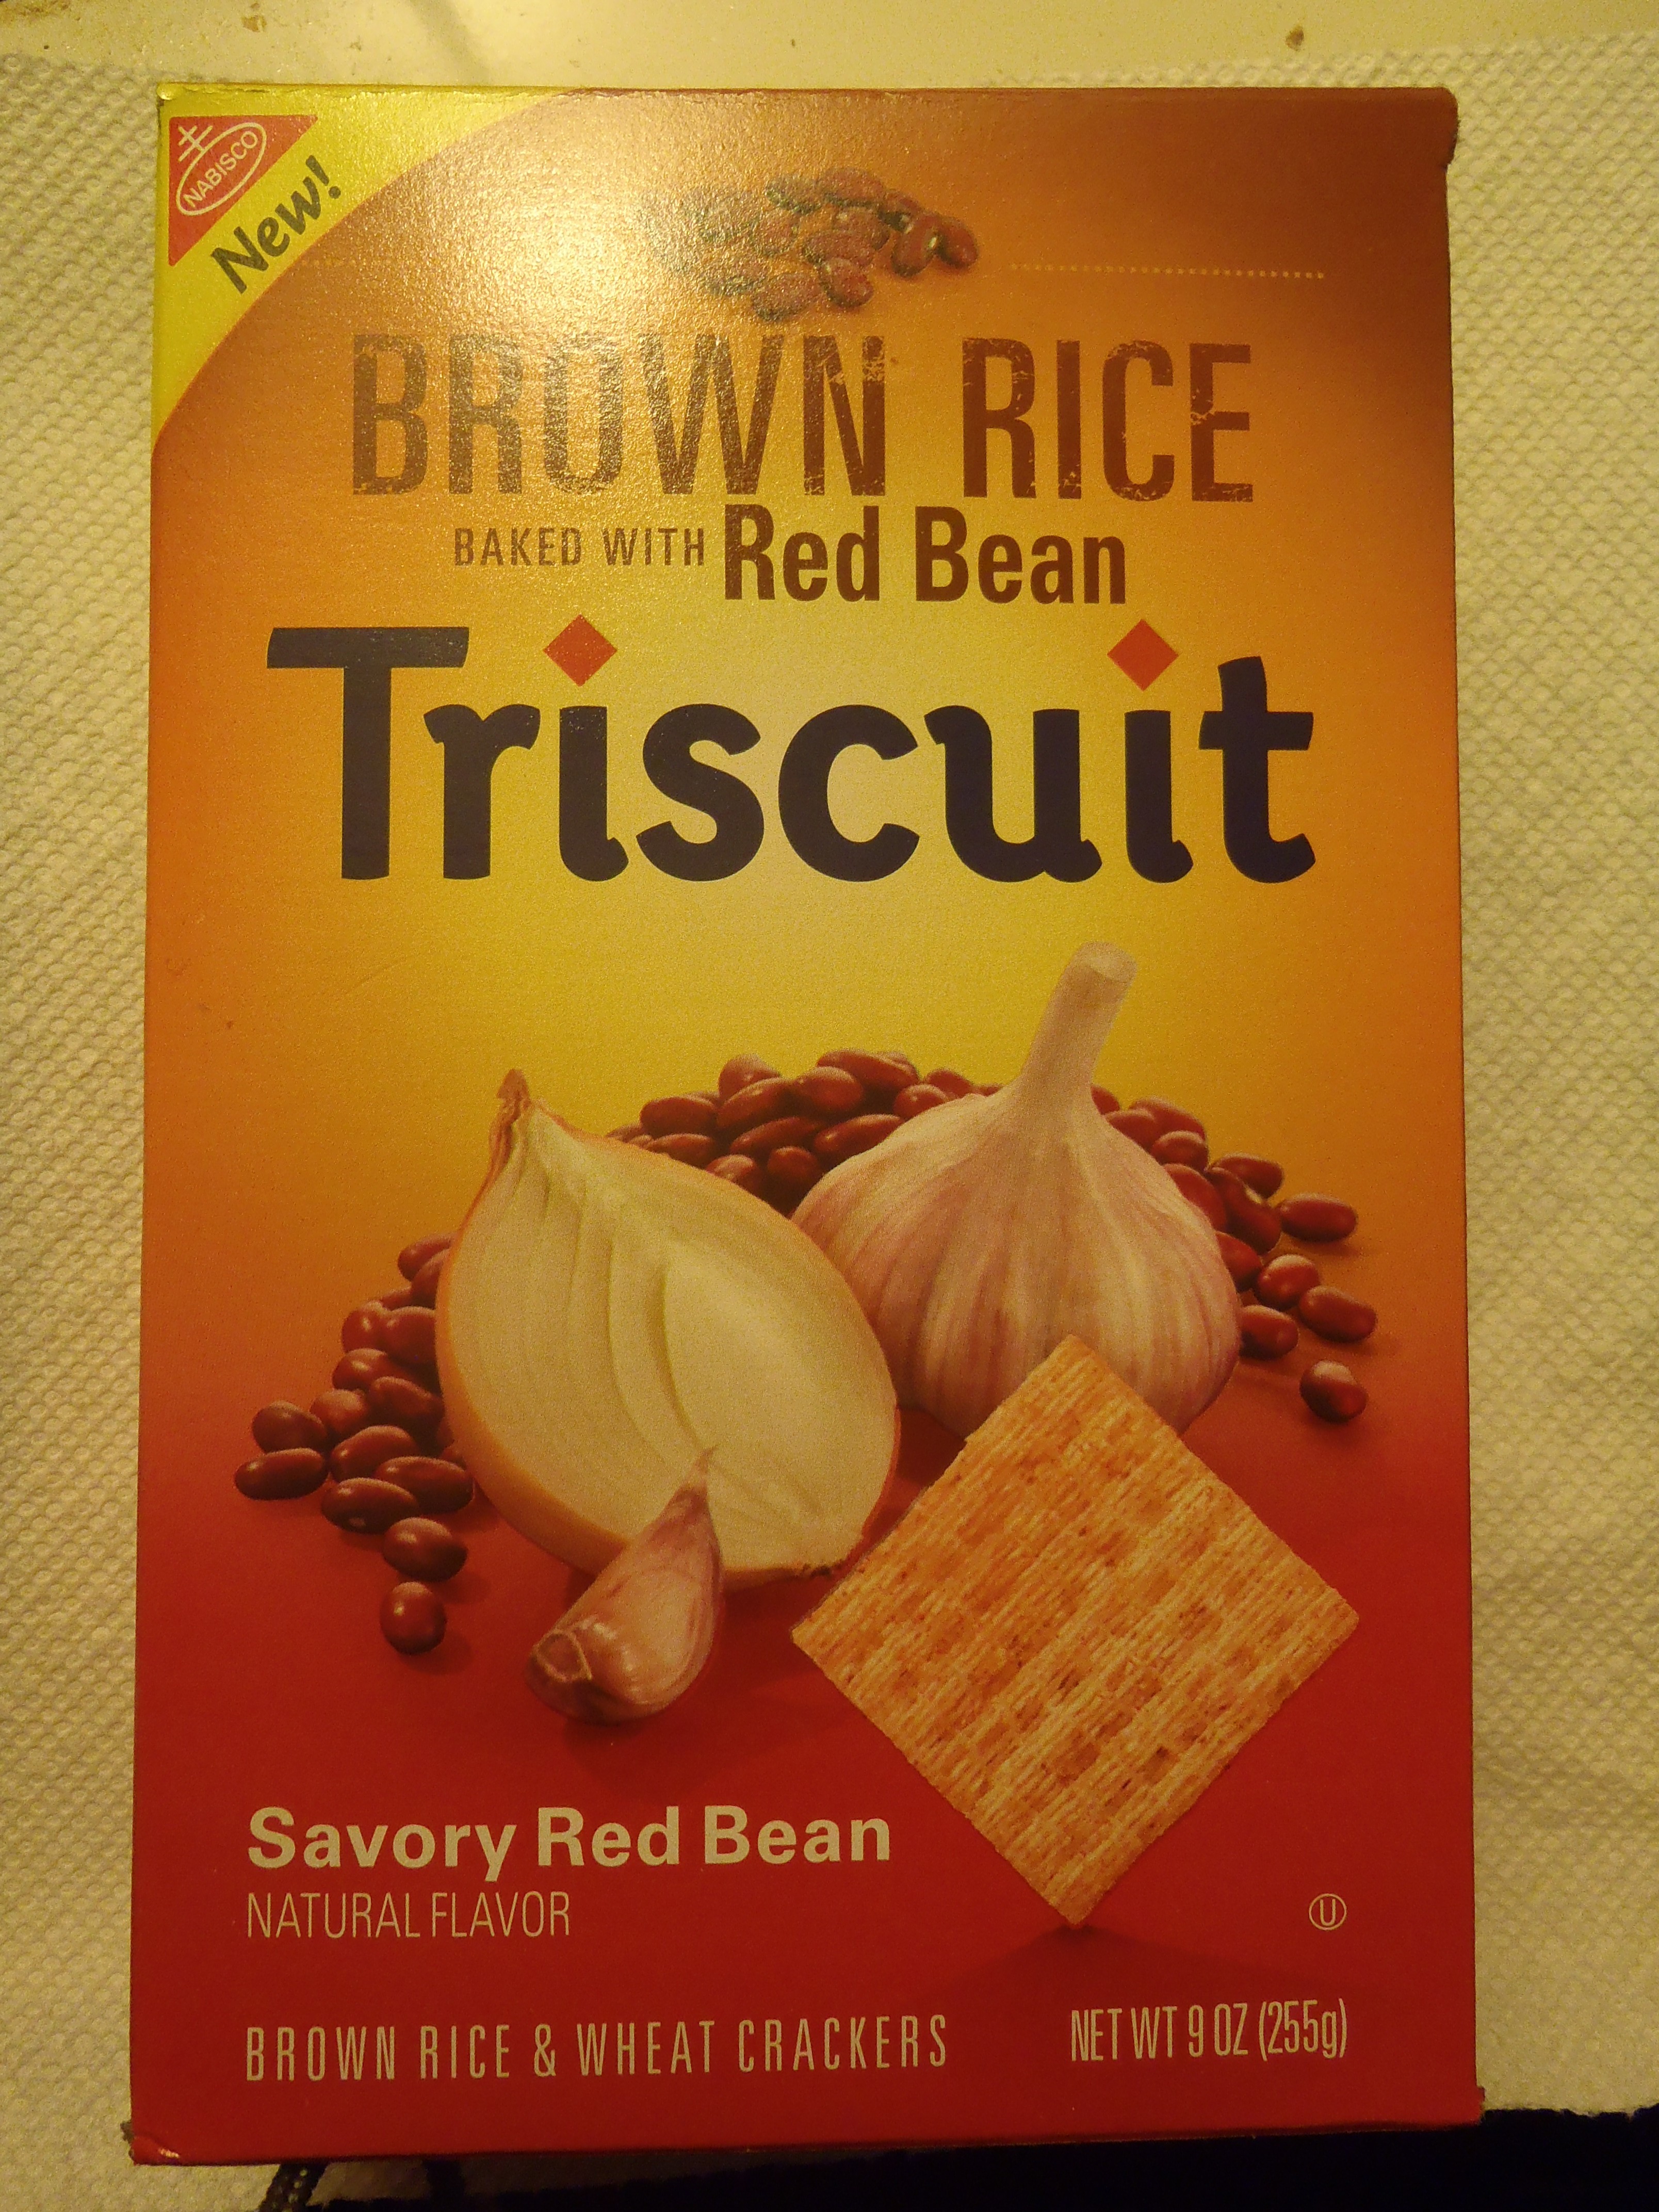 NABISCO
New!
BROWN RICE
BAKED WITH Red Bean
Triscuit
Savory Red Bean
NATURAL FLAVOR
U
BROWN RICE & WHEAT CRACKERS
NET WT 9 OZ (255g)